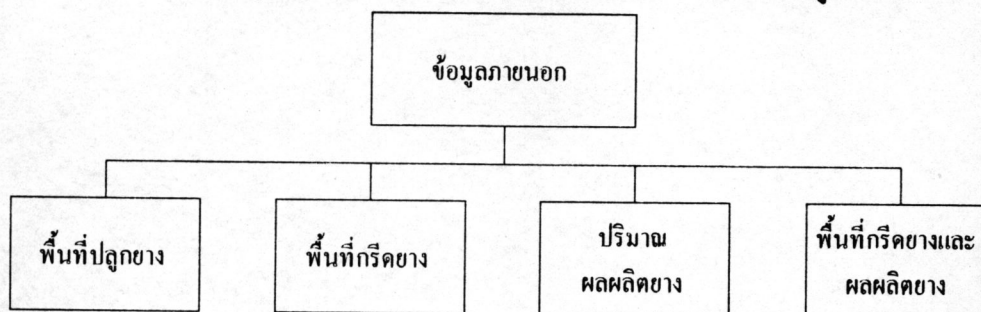 ข้อมูลภายนอก
พื้นที่ปลูกยาง
พื้นที่กรีดยาง
ปริมาณ
ผลผลิตยาง
พื้นที่กรีดยางและ
ผลผลิตยาง